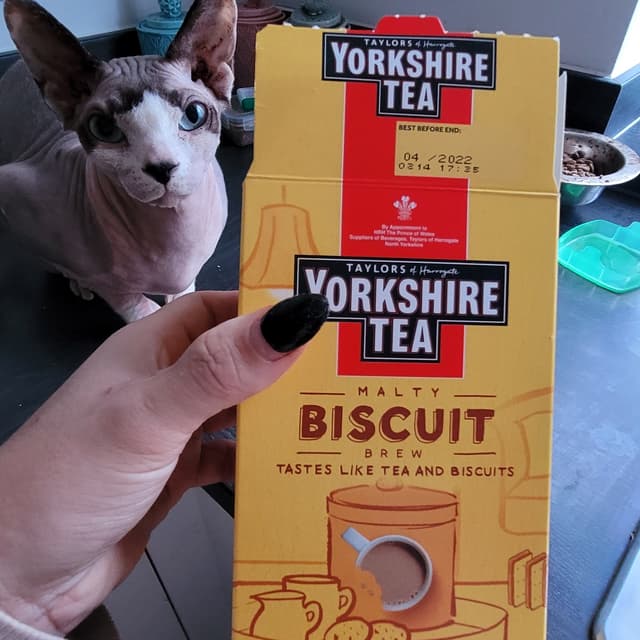 TAYLORS of Harrogate
YORKSHIRE
TEA
BEST BEFORE END:
04 /2022
0214 17:25
By Appointment to
HRH The Prince of Wales
Suppliers of Beverages, Taylors of Harrogate
North Yorkshire
TAYLORS of Harrogate
YORKSHIRE
TEA
MALTY
BISCUIT
BREW
TASTES LIKE TEA AND BISCUITS